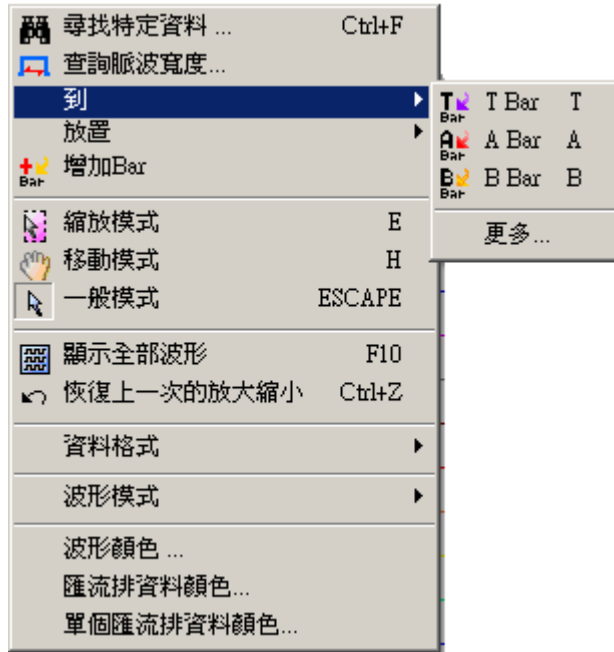 尋找特定資料 ... Ctrl+F
查詢脈波寬度...
到
放置
Bar 增加Bar
縮放模式 E
移動模式 H
一般模式 ESCAPE
顯示全部波形 F10
恢復上一次的放大縮小 Ctrl+Z
資料格式
波形模式
波形顏色 ...
匯流排資料顏色...
單個匯流排資料顏色...
T Bar T Bar T
A Bar A Bar A
B Bar B Bar B
更多...